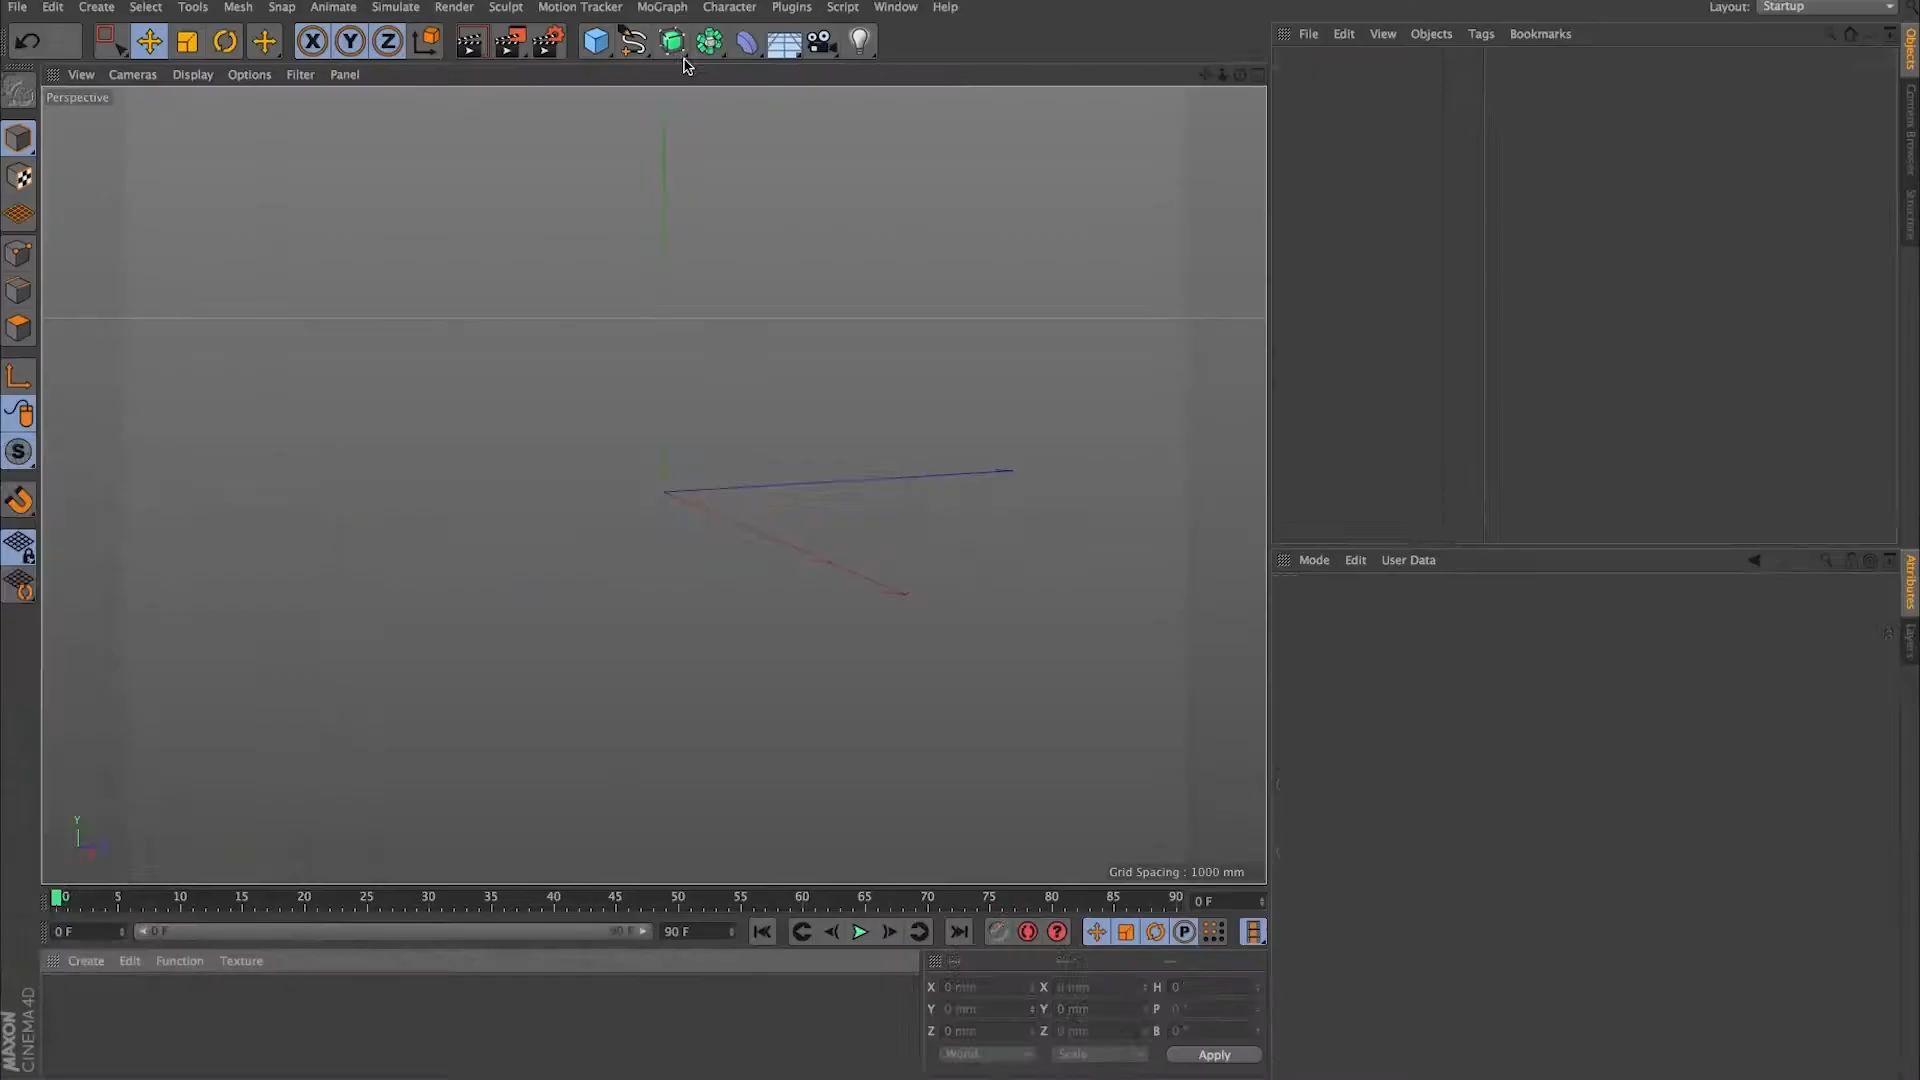 File Edit Create Select Tools Mesh Snap Animate Simulate Render Sculpt Motion Tracker MoGraph Character Plugins Script Window Help Layout: Startup
X Y Z
File Edit View Objects Tags Bookmarks
View Cameras Display Options Filter Panel
Perspective
Objects
Content Browser
Structure
S
Mode Edit User Data
Attributes
Layers
Y
Grid Spacing : 1000 mm
0 5 10 15 20 25 30 35 40 45 50 55 60 65 70 75 80 85 90 0 F
0 F 0 F 90 F 90 F ? P
Create Edit Function Texture
X 0 mm X 0 mm H 0
Y 0 mm Y 0 mm P 0 °
Z 0 mm Z 0 mm B 0 °
World Scale Apply
MAXON
CINEMA 4D